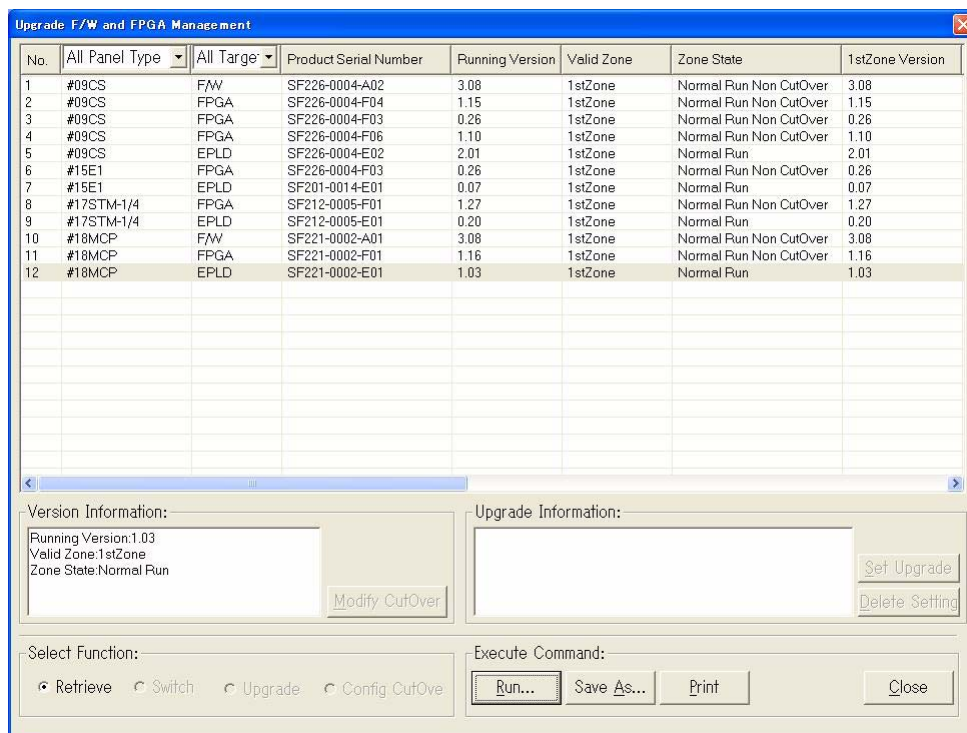 Upgrade F/W and FPGA Management
No. All Panel Type All Targe Product Serial Number Running Version Valid Zone Zone State 1stZone Version
1 #09CS F/W SF226-0004-A02 3.08 1stZone Normal Run Non CutOver 3.08
2 #09CS FPGA SF226-0004-F04 1.15 1stZone Normal Run Non CutOver 1.15
3 #09CS FPGA SF226-0004-F03 0.26 1stZone Normal Run Non CutOver 0.26
4 #09CS FPGA SF226-0004-F06 1.10 1stZone Normal Run Non CutOver 1.10
5 #09CS EPLD SF226-0004-E02 2.01 1stZone Normal Run 2.01
6 #15E1 FPGA SF226-0004-F03 0.26 1stZone Normal Run Non CutOver 0.26
7 #15E1 EPLD SF201-0014-E01 0.07 1stZone Normal Run 0.07
8 #17STM-1/4 FPGA SF212-0005-F01 1.27 1stZone Normal Run Non CutOver 1.27
9 #17STM-1/4 EPLD SF212-0005-E01 0.20 1stZone Normal Run 0.20
10 #18MCP F/W SF221-0002-A01 3.08 1stZone Normal Run Non CutOver 3.08
11 #18MCP FPGA SF221-0002-F01 1.16 1stZone Normal Run Non CutOver 1.16
12 #18MCP EPLD SF221-0002-E01 1.03 1stZone Normal Run 1.03
Version Information:
Running Version:1.03
Valid Zone:1stZone
Zone State:Normal Run
Modify CutOver
Upgrade Information:
Set Upgrade
Delete Setting
Select Function:
Retrieve Switch Upgrade Config CutOve
Execute Command:
Run... Save As... Print Close